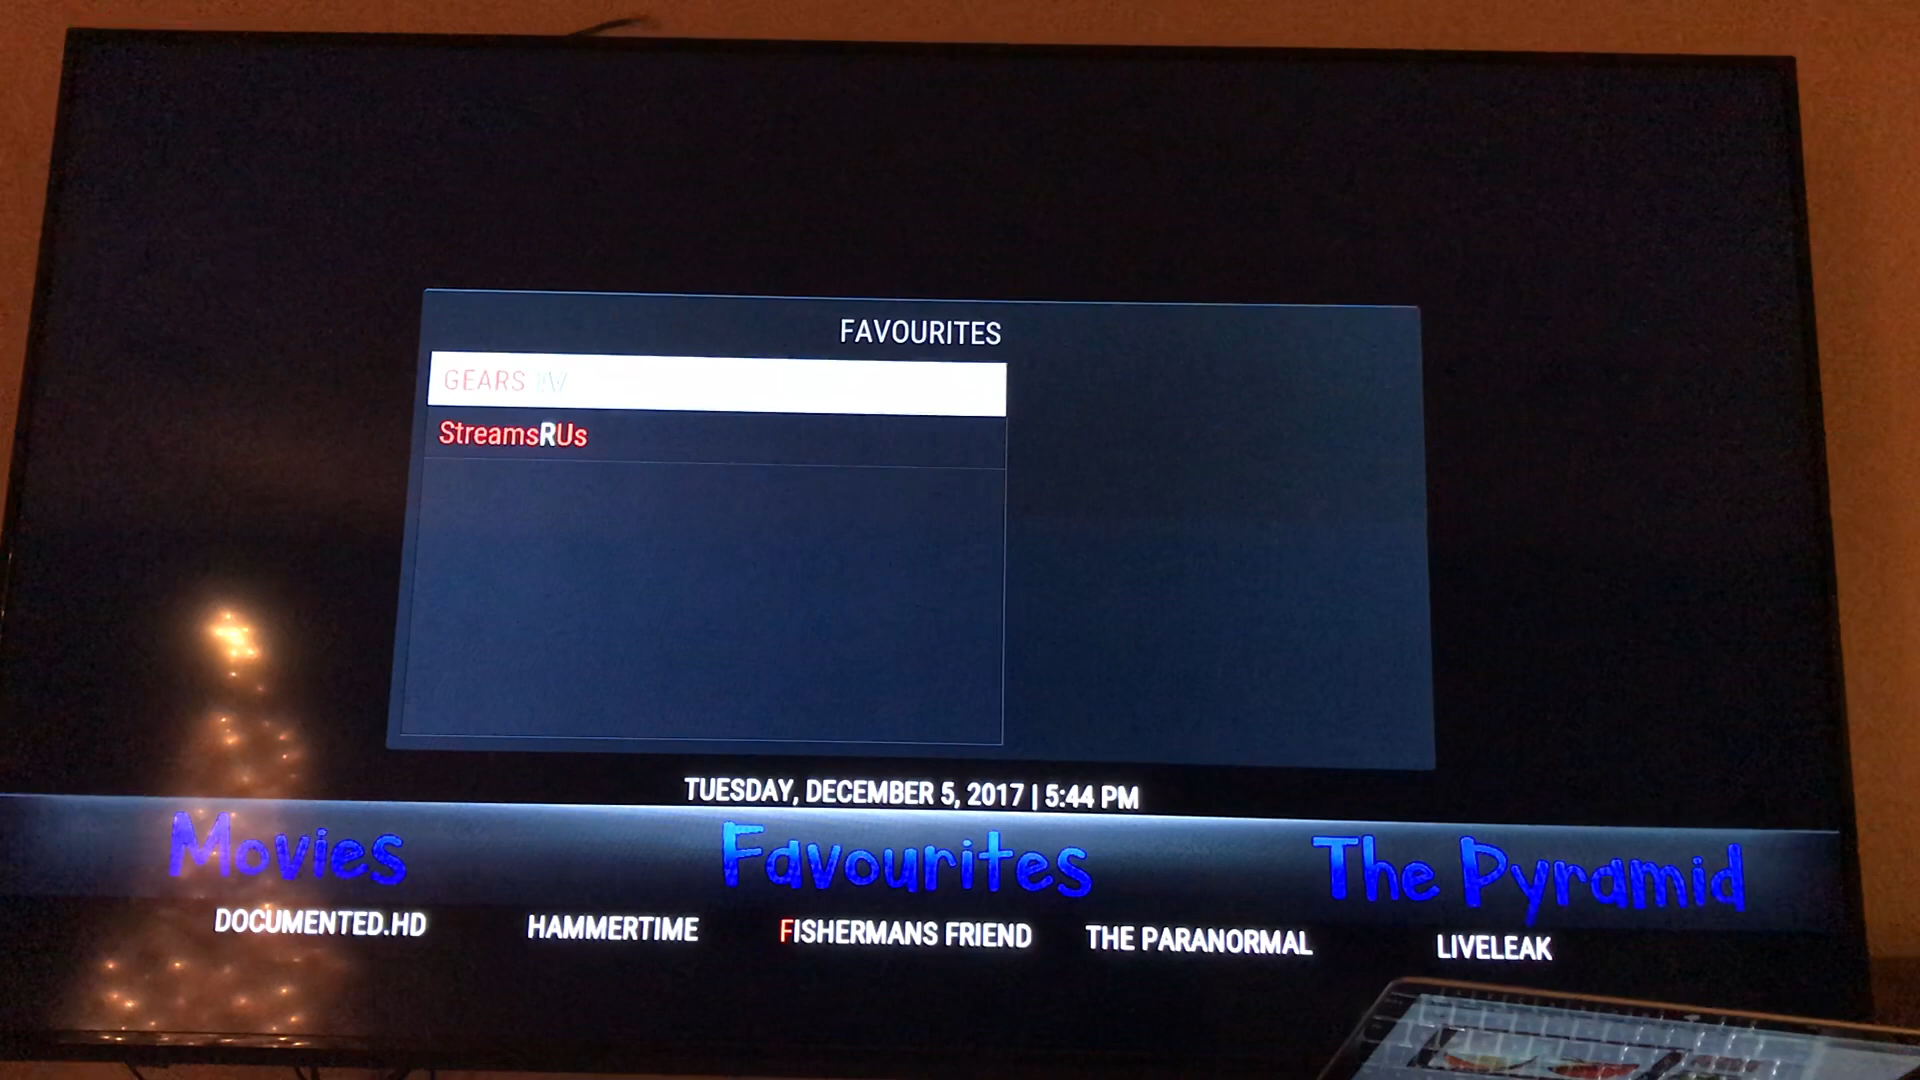 FAVOURITES
GEARS TV
StreamsRUs
TUESDAY, DECEMBER 5, 2017 | 5:44 PM
Movies Favourites The Pyramid
DOCUMENTED.HD HAMMERTIME FISHERMANS FRIEND THE PARANORMAL LIVELEAK